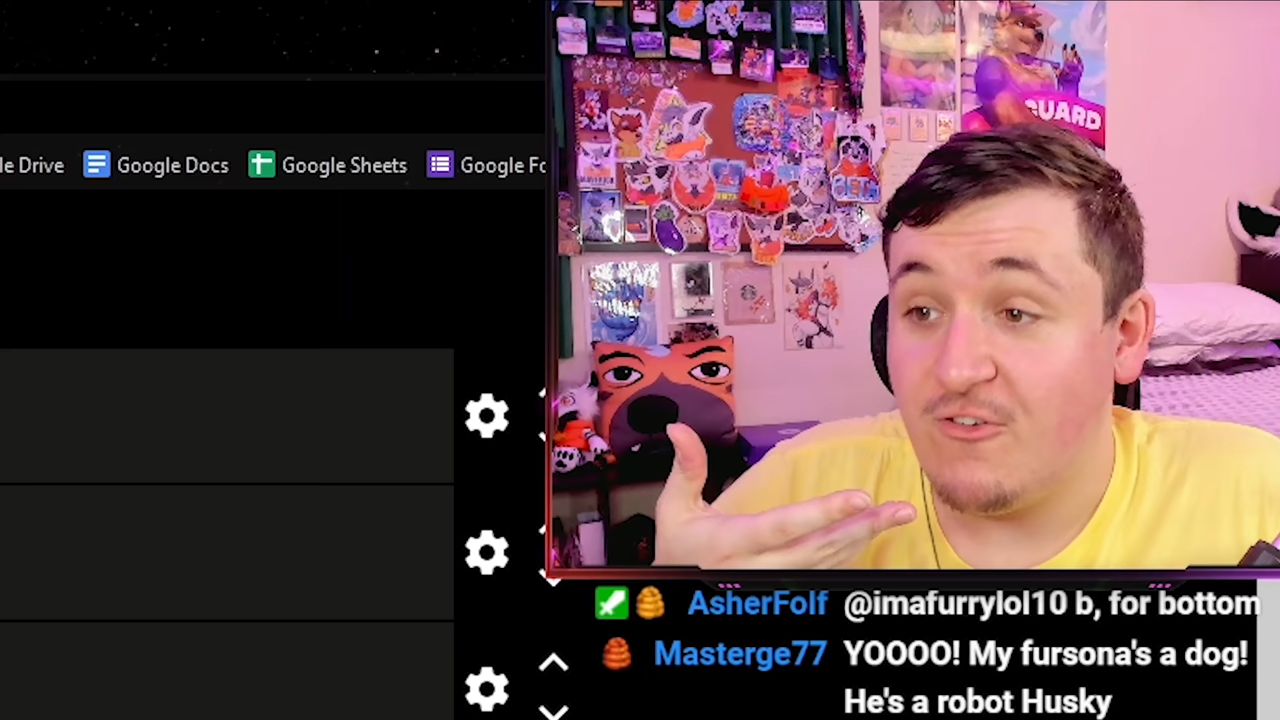 le Drive Google Docs Google Sheets Google Fo
GUARD
BETA
AsherFolf @imafurrylol10 b, for bottom
Masterge77 YOOOO! My fursona's a dog!
He's a robot Husky